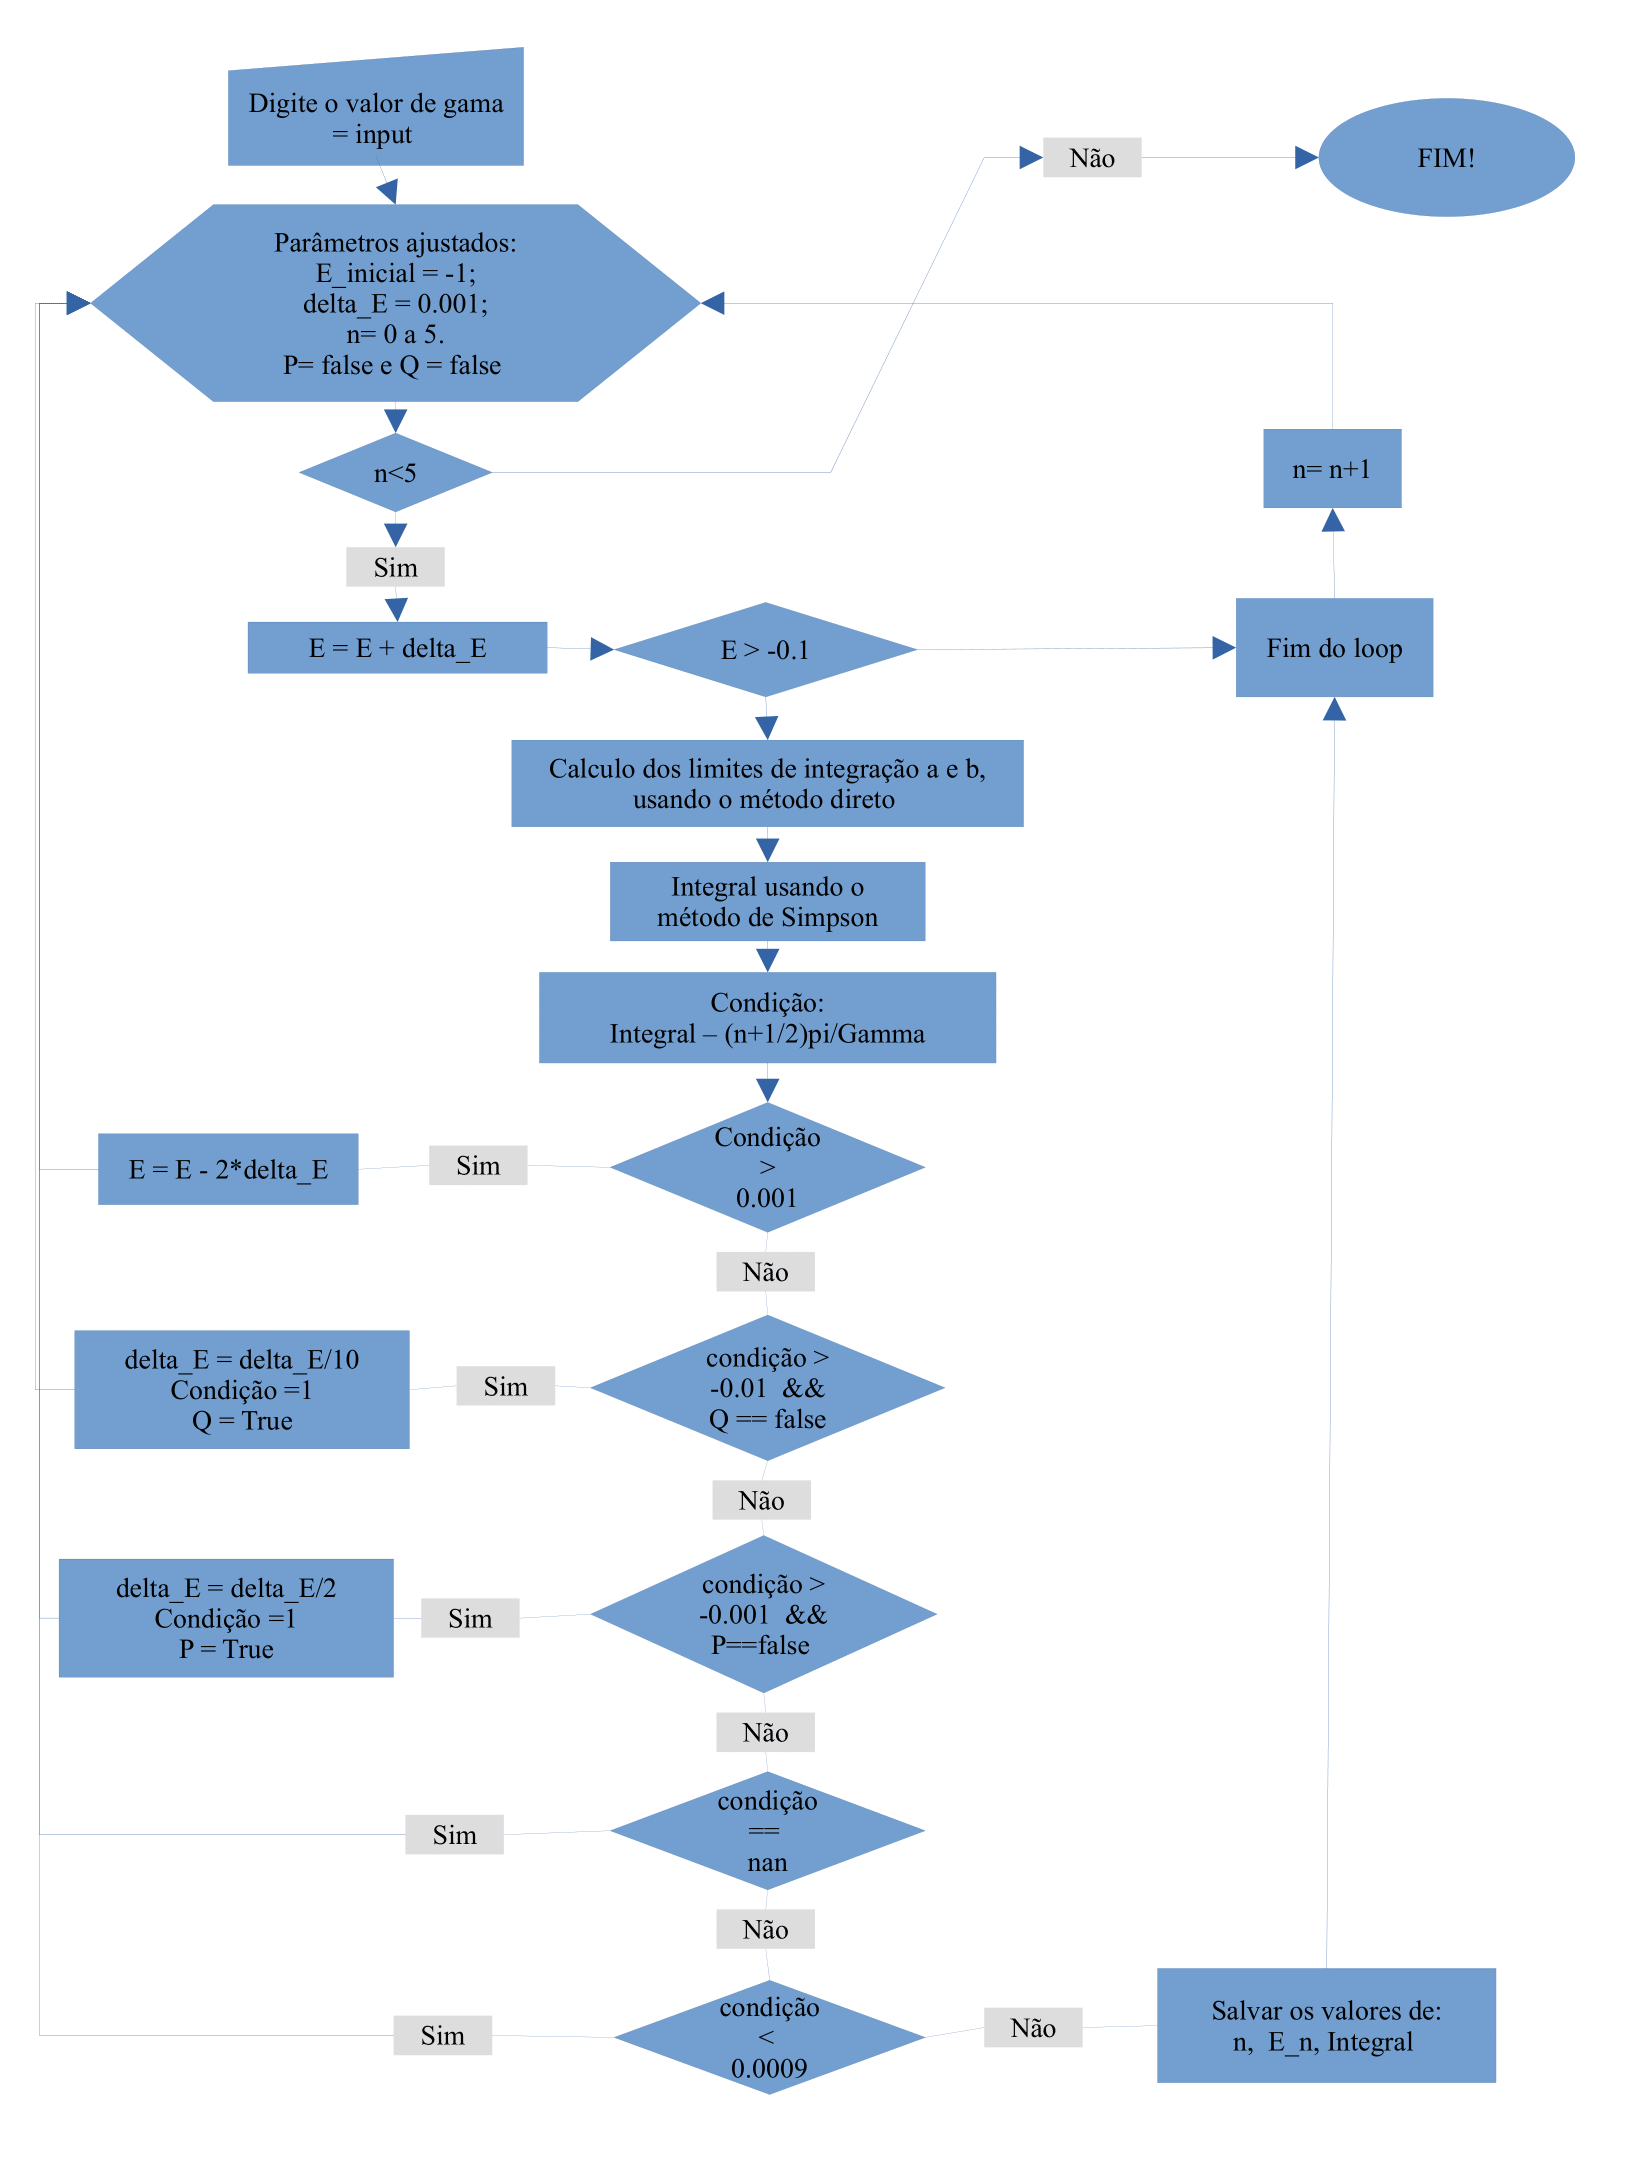 Digite o valor de gama
= input
Não
FIM!
Parâmetros ajustados:
E_inicial = -1;
delta_E = 0.001;
n= 0 a 5.
P= false e Q = false
n<5
n= n+1
Sim
E = E + delta_E
E > -0.1
Fim do loop
Calculo dos limites de integração a e b,
usando o método direto
Integral usando o
método de Simpson
Condição:
Integral – (n+1/2)pi/Gamma
Condição
>
0.001
Sim
E = E - 2*delta_E
Não
condição >
-0.01 &&
Q == false
Sim
delta_E = delta_E/10
Condição =1
Q = True
Não
condição >
-0.001 &&
P==false
Sim
delta_E = delta_E/2
Condição =1
P = True
Não
condição
==
nan
Sim
Não
condição
<
0.0009
Sim
Não
Salvar os valores de:
n, E_n, Integral